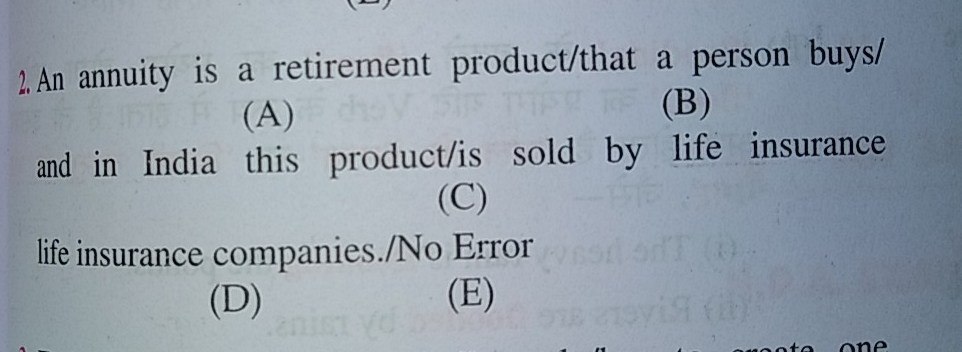 2. An annuity is a retirement product/that a person buys/
(A) (B)
and in India this product/is sold by life insurance
(C)
life insurance companies./No Error
(D) (E)
one